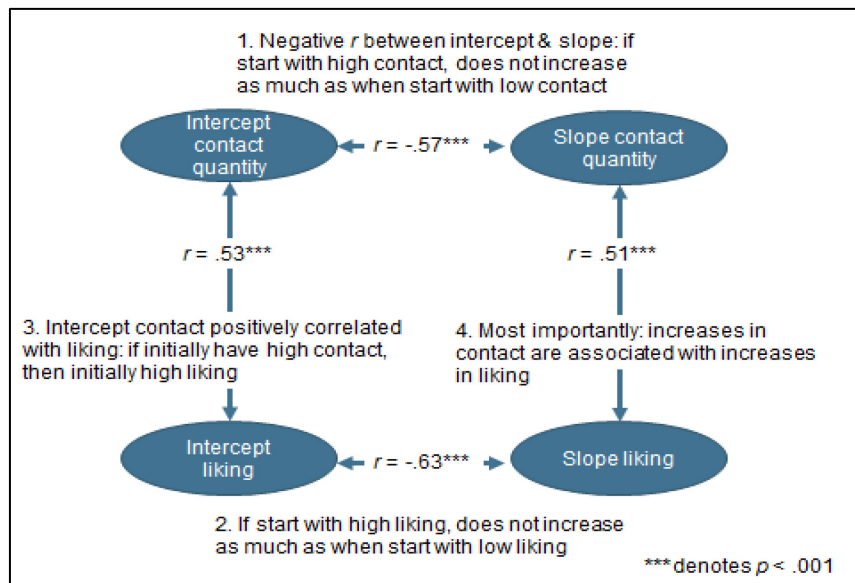 1. Negative r between intercept & slope: if
start with high contact, does not increase
as much as when start with low contact
Intercept
contact
quantity
r = -.57***
Slope contact
quantity
r = .53***
r = .51***
3. Intercept contact positively correlated
with liking: if initially have high contact,
then initially high liking
4. Most importantly: increases in
contact are associated with increases
in liking
Intercept
liking
r = -.63***
Slope liking
2. If start with high liking, does not increase
as much as when start with low liking
***denotes p < .001